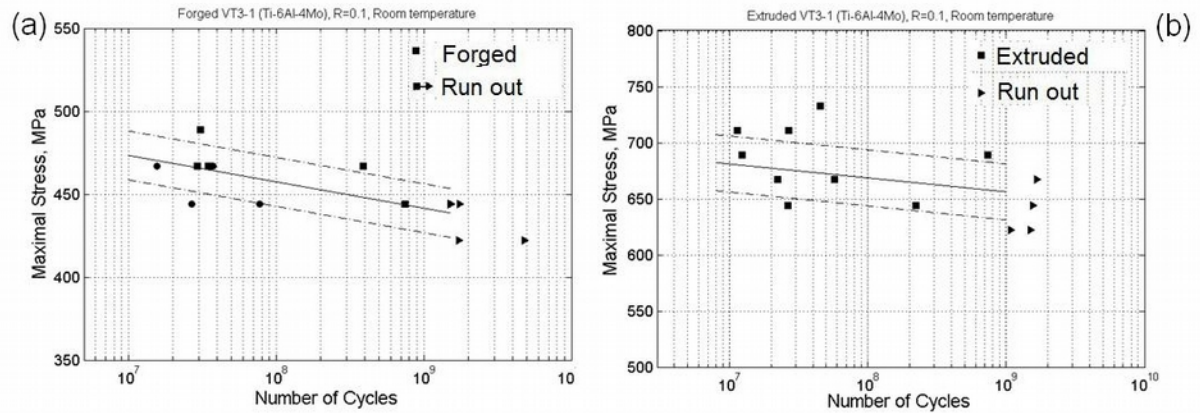 (a)
Forged VT3-1 (Ti-6Al-4Mo), R=0.1, Room temperature
550
500
450
400
350
Maximal Stress, MPa
Forged
Run out
10^7
10^8
10^9
10
Number of Cycles
(b)
Extruded VT3-1 (Ti-6Al-4Mo), R=0.1, Room temperature
800
750
700
650
600
550
500
Maximal Stress, MPa
Extruded
Run out
10^7
10^8
10^9
10^10
Number of Cycles